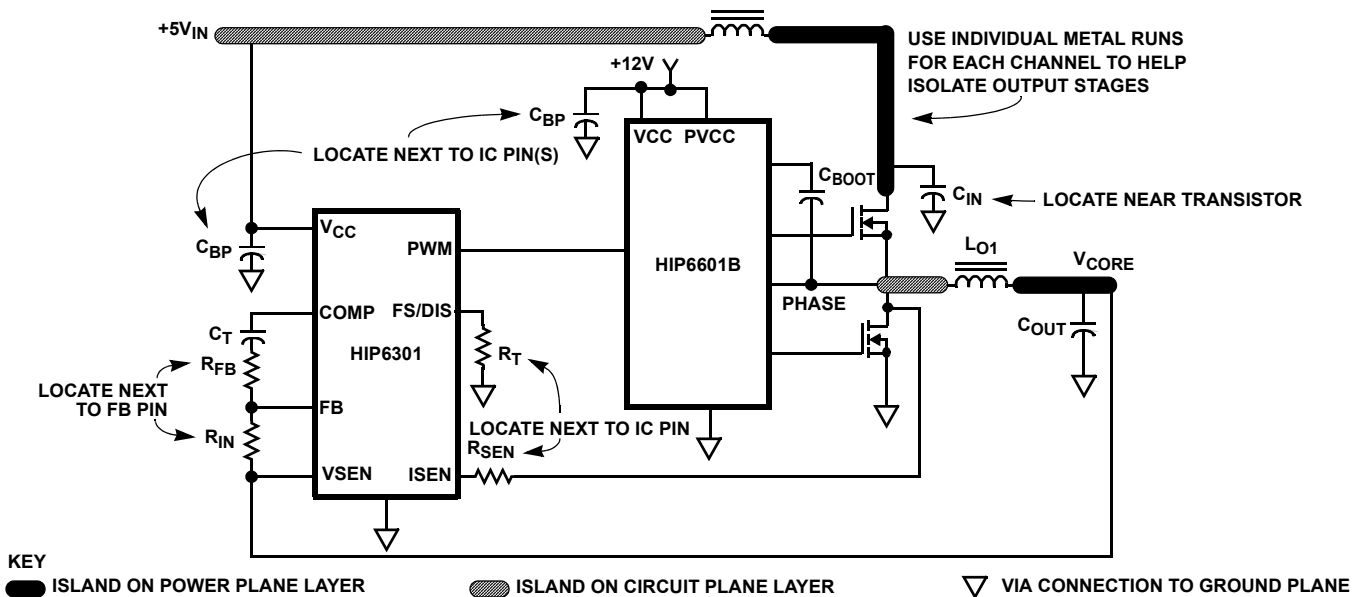 +5VIN
USE INDIVIDUAL METAL RUNS
FOR EACH CHANNEL TO HELP
ISOLATE OUTPUT STAGES
+12V
CBP
VCC PVCC
LOCATE NEXT TO IC PIN(S)
CBOOT
CIN
LOCATE NEAR TRANSISTOR
VCC
CBP
PWM
HIP6601B
LO1
VCORE
PHASE
COMP
FS/DIS
CT
COUT
HIP6301
RT
RFB
LOCATE NEXT
TO FB PIN
FB
RIN
LOCATE NEXT TO IC PIN
RSEN
VSEN
ISEN
KEY
ISLAND ON POWER PLANE LAYER
ISLAND ON CIRCUIT PLANE LAYER
VIA CONNECTION TO GROUND PLANE